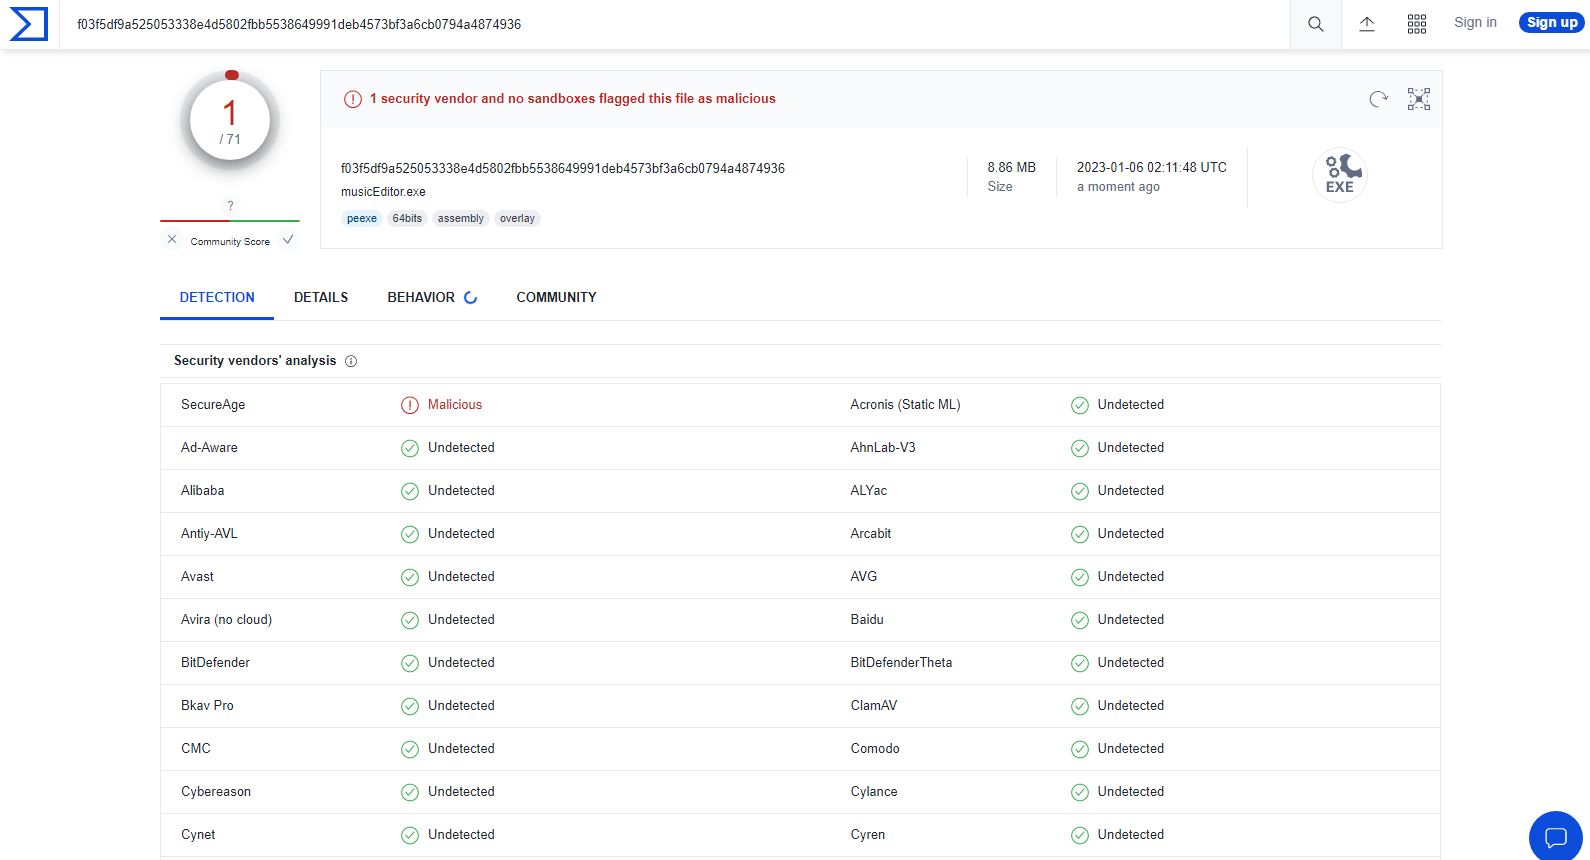 f03f5df9a525053338e4d5802fbb5538649991deb4573bf3a6cb0794a4874936
Sign in
Sign up
1
/ 71
?
Community Score
1 security vendor and no sandboxes flagged this file as malicious
f03f5df9a525053338e4d5802fbb5538649991deb4573bf3a6cb0794a4874936
musicEditor.exe
peexe 64bits assembly overlay
8.86 MB
Size
2023-01-06 02:11:48 UTC
a moment ago
EXE
DETECTION DETAILS BEHAVIOR COMMUNITY
Security vendors' analysis
SecureAge Malicious Acronis (Static ML) Undetected
Ad-Aware Undetected AhnLab-V3 Undetected
Alibaba Undetected ALYac Undetected
Antiy-AVL Undetected Arcabit Undetected
Avast Undetected AVG Undetected
Avira (no cloud) Undetected Baidu Undetected
BitDefender Undetected BitDefenderTheta Undetected
Bkav Pro Undetected ClamAV Undetected
CMC Undetected Comodo Undetected
Cybereason Undetected Cylance Undetected
Cynet Undetected Cyren Undetected